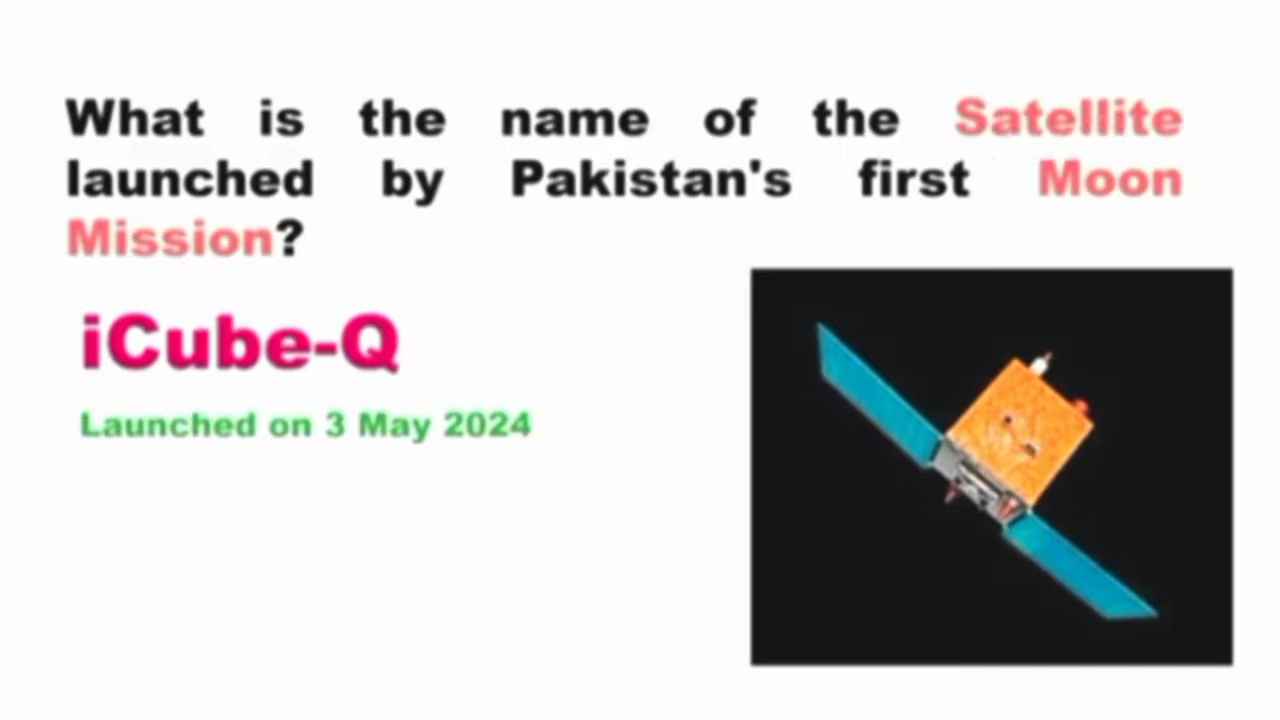 What is the name of the Satellite
launched by Pakistan's first Moon
Mission?
iCube-Q
Launched on 3 May 2024